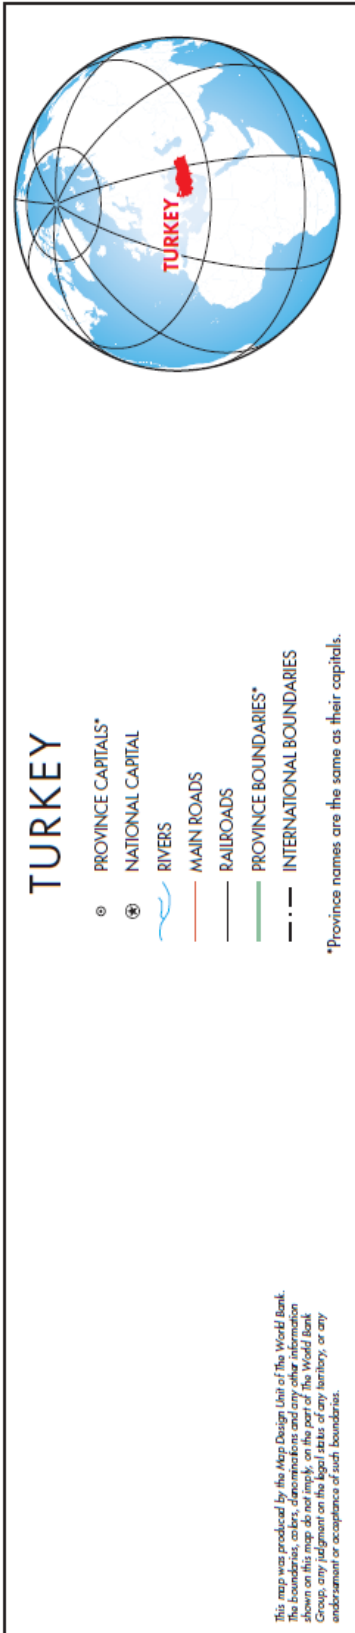 TURKEY
PROVINCE CAPITALS*
NATIONAL CAPITAL
RIVERS
MAIN ROADS
RAILROADS
PROVINCE BOUNDARIES*
INTERNATIONAL BOUNDARIES
*Province names are the same as their capitals.
TURKEY
This map was produced by the Map Design Unit of The World Bank.
The boundaries, colors, denominations and any other information
shown on this map do not imply, on the part of The World Bank
Group, any judgment on the legal status of any territory, or any
endorsement or acceptance of such boundaries.